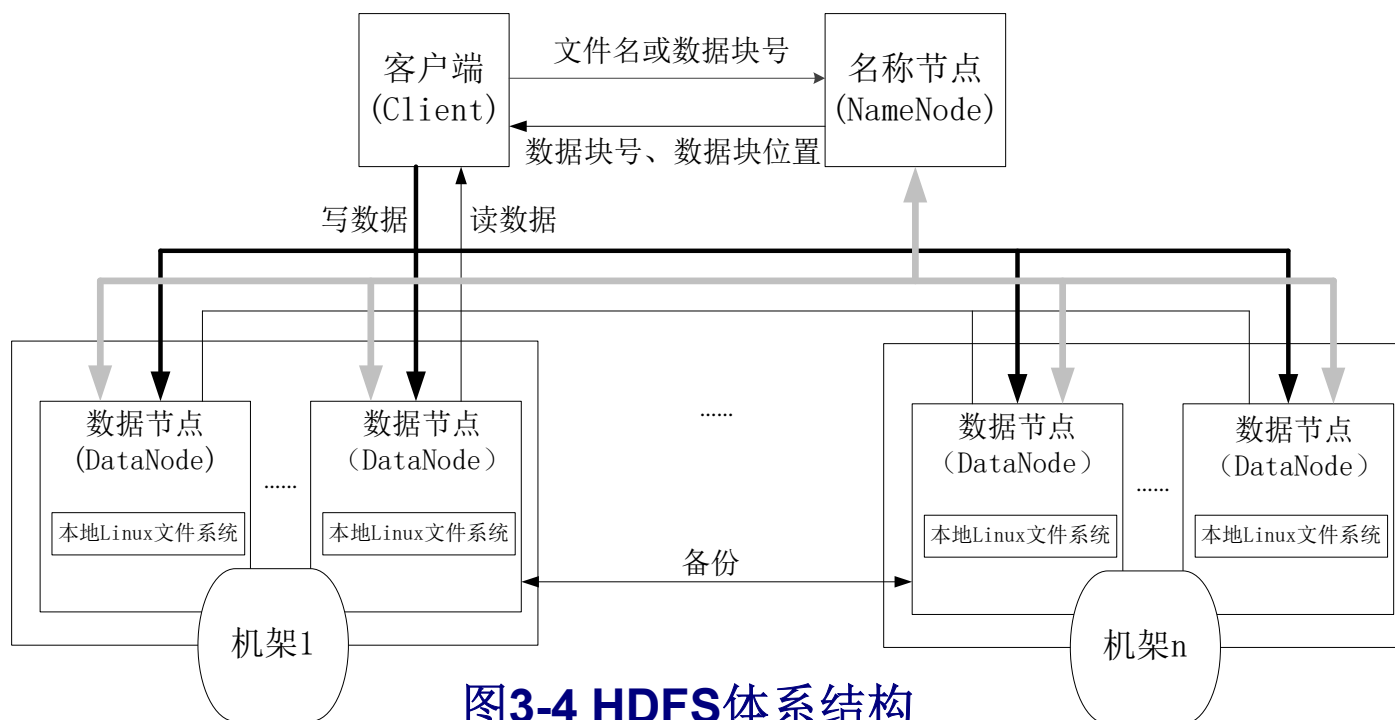 客户端
(Client)
文件名或数据块号
名称节点
(NameNode)
数据块号、数据块位置
写数据
读数据
数据节点
(DataNode)
......
数据节点
（DataNode）
......
数据节点
（DataNode）
......
数据节点
（DataNode）
本地Linux文件系统
本地Linux文件系统
本地Linux文件系统
本地Linux文件系统
备份
机架1
机架n
图3-4 HDFS体系结构